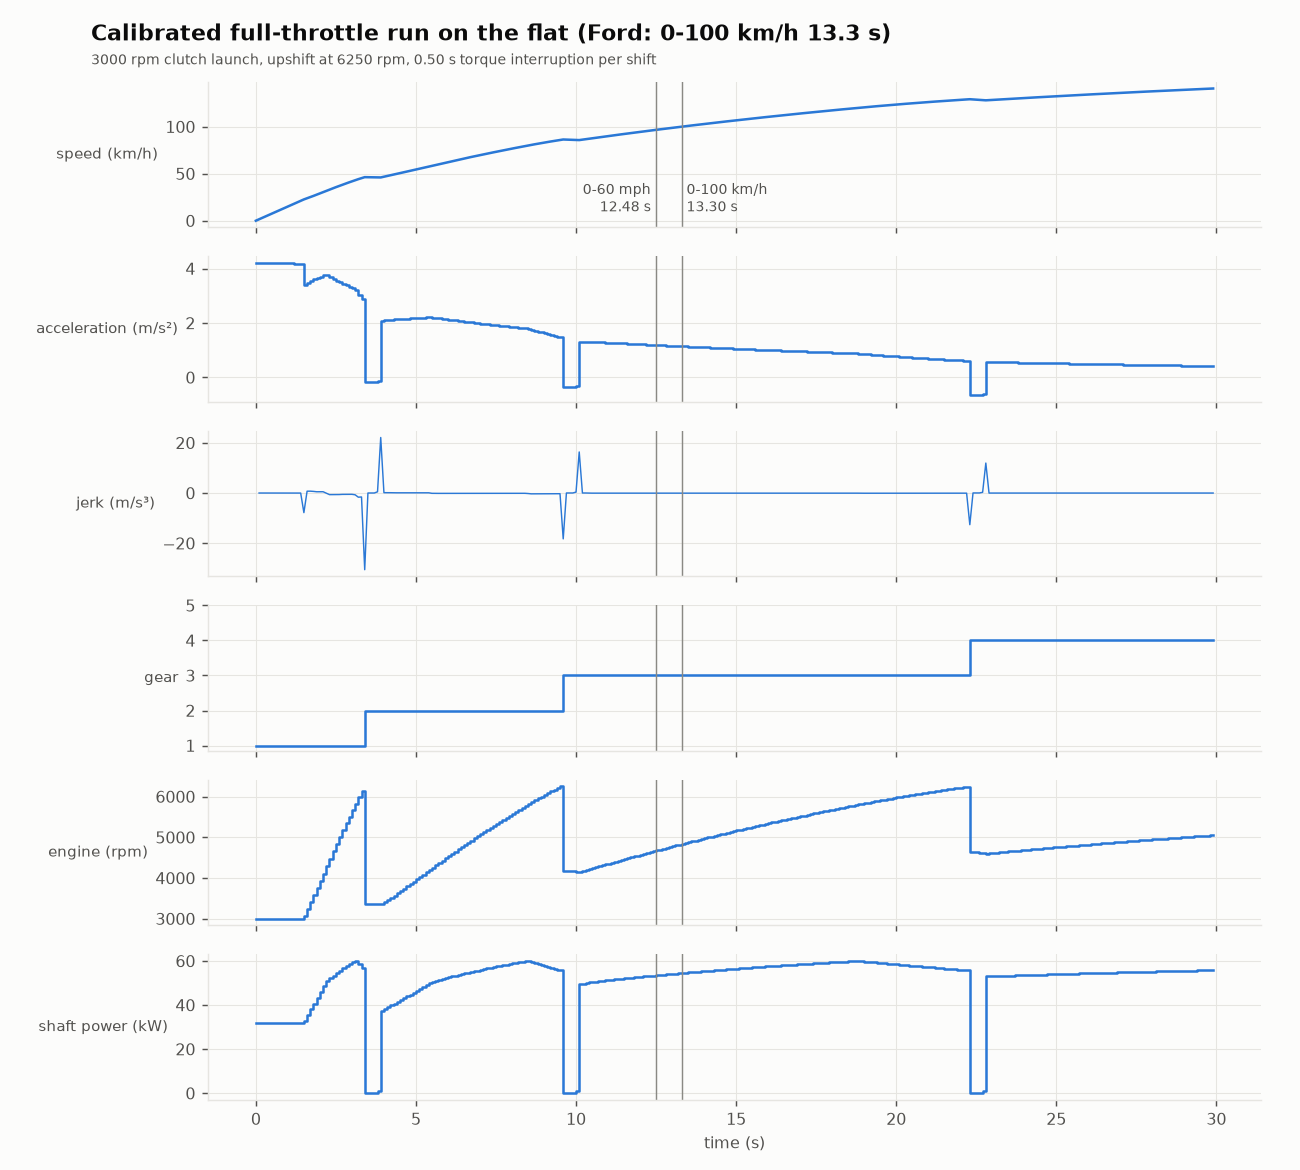 Calibrated full-throttle run on the flat (Ford: 0-100 km/h 13.3 s)
3000 rpm clutch launch, upshift at 6250 rpm, 0.50 s torque interruption per shift
100
50
0
speed (km/h)
0-60 mph
12.48 s
0-100 km/h
13.30 s
4
2
0
acceleration (m/s²)
20
0
−20
jerk (m/s³)
5
4
3
2
1
gear
6000
5000
4000
3000
engine (rpm)
60
40
20
0
shaft power (kW)
0 5 10 15 20 25 30
time (s)